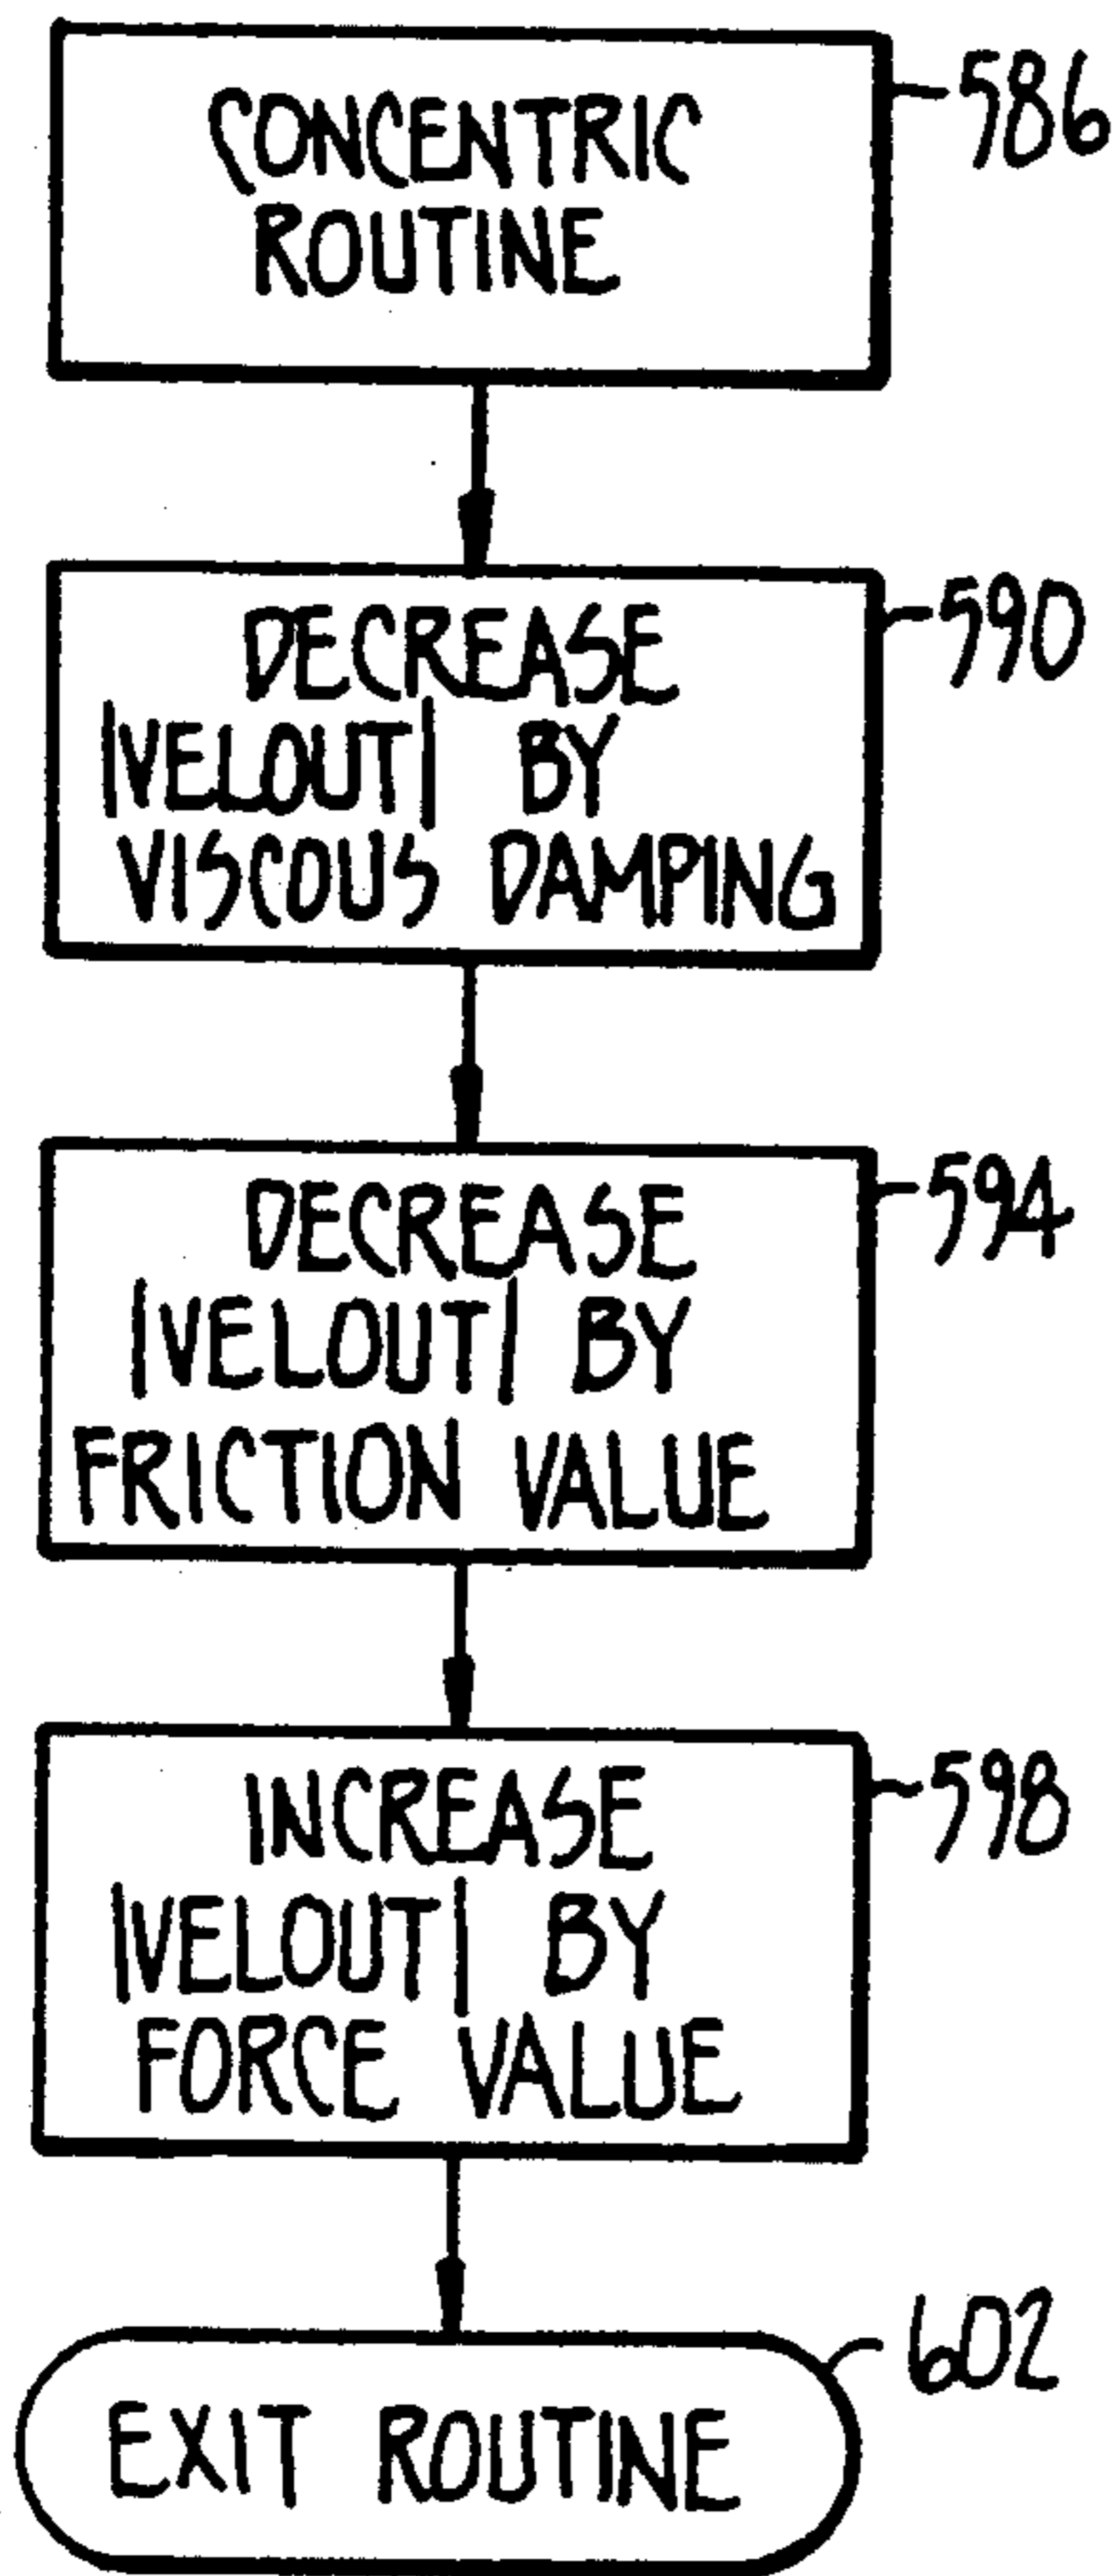 CONCENTRIC
ROUTINE
586
DECREASE
|VELOUT| BY
VISCOUS DAMPING
590
DECREASE
|VELOUT| BY
FRICTION VALUE
594
INCREASE
|VELOUT| BY
FORCE VALUE
598
EXIT ROUTINE
602